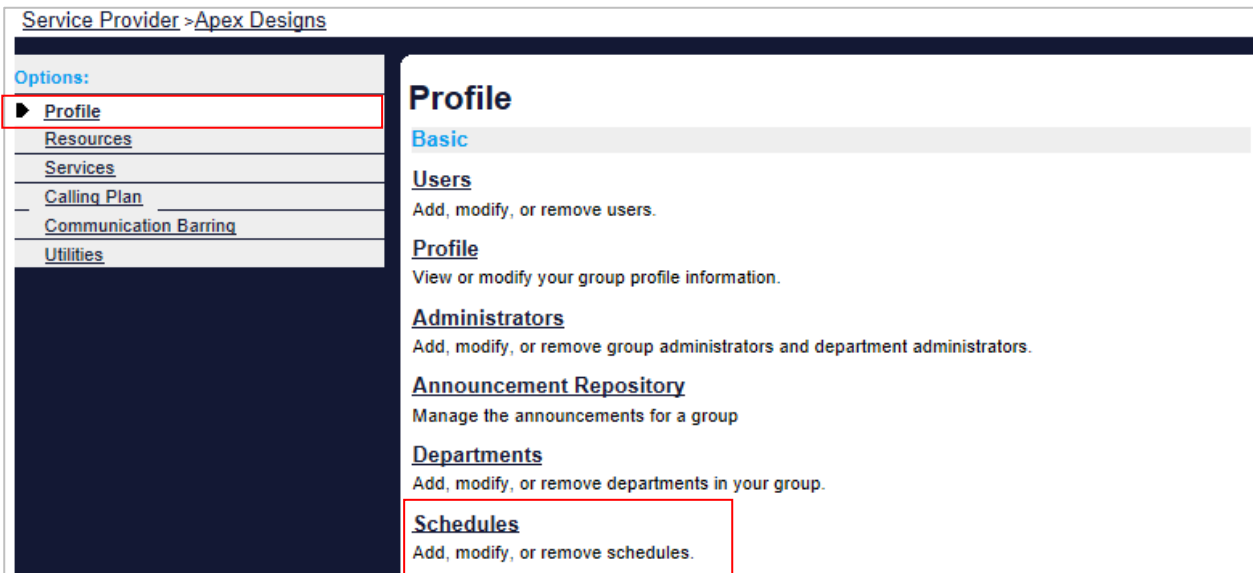 Service Provider >Apex Designs
Options:
Profile
Resources
Services
Calling Plan
Communication Barring
Utilities
Profile
Basic
Users
Add, modify, or remove users.
Profile
View or modify your group profile information.
Administrators
Add, modify, or remove group administrators and department administrators.
Announcement Repository
Manage the announcements for a group
Departments
Add, modify, or remove departments in your group.
Schedules
Add, modify, or remove schedules.